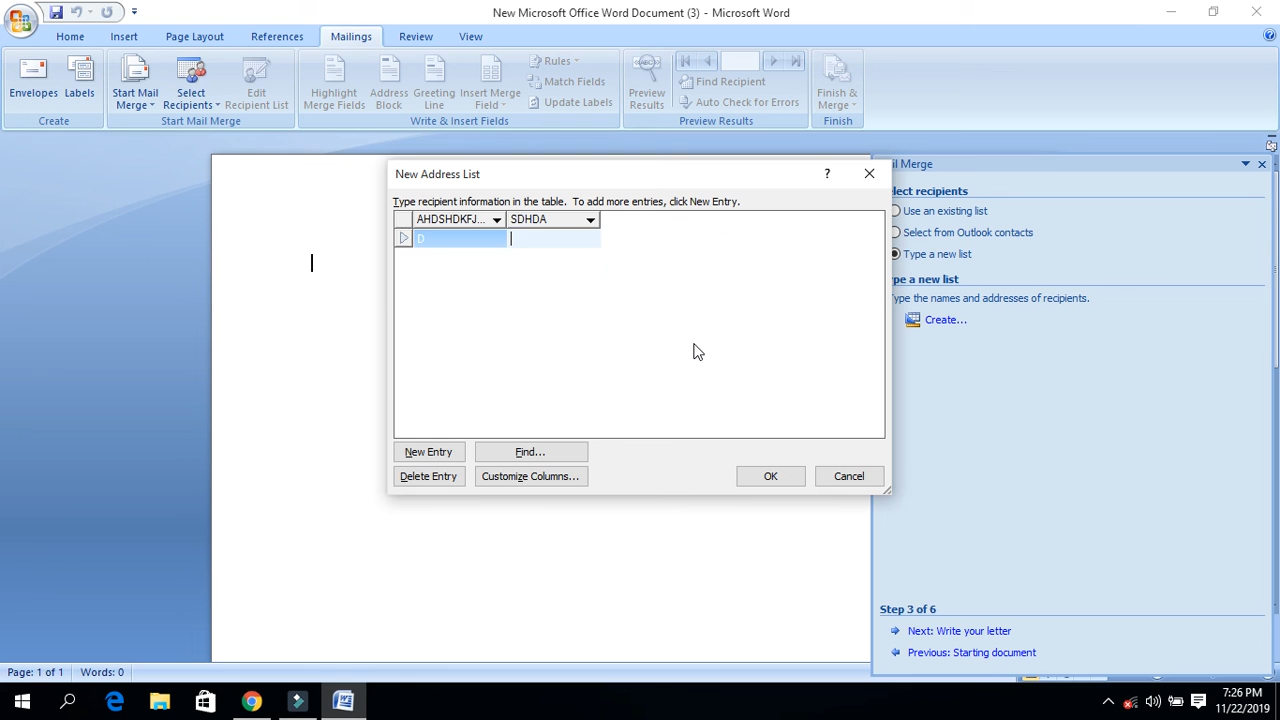 New Microsoft Office Word Document (3) - Microsoft Word
Home Insert Page Layout References Mailings Review View
Envelopes
Labels
Create
Start Mail Merge
Select Recipients
Edit Recipient List
Start Mail Merge
Highlight Merge Fields
Address Block
Greeting Line
Insert Merge Field
Rules
Match Fields
Update Labels
Write & Insert Fields
Preview Results
ABC
Find Recipient
Auto Check for Errors
Preview Results
Finish & Merge
Finish
New Address List
?
Type recipient information in the table. To add more entries, click New Entry.
AHDSHDKFJ... SDHDA
D
New Entry Find...
Delete Entry Customize Columns... OK Cancel
il Merge
elect recipients
Use an existing list
Select from Outlook contacts
Type a new list
ype a new list
Type the names and addresses of recipients.
Create...
Step 3 of 6
Next: Write your letter
Previous: Starting document
Page: 1 of 1 Words: 0
7:26 PM
11/22/2019